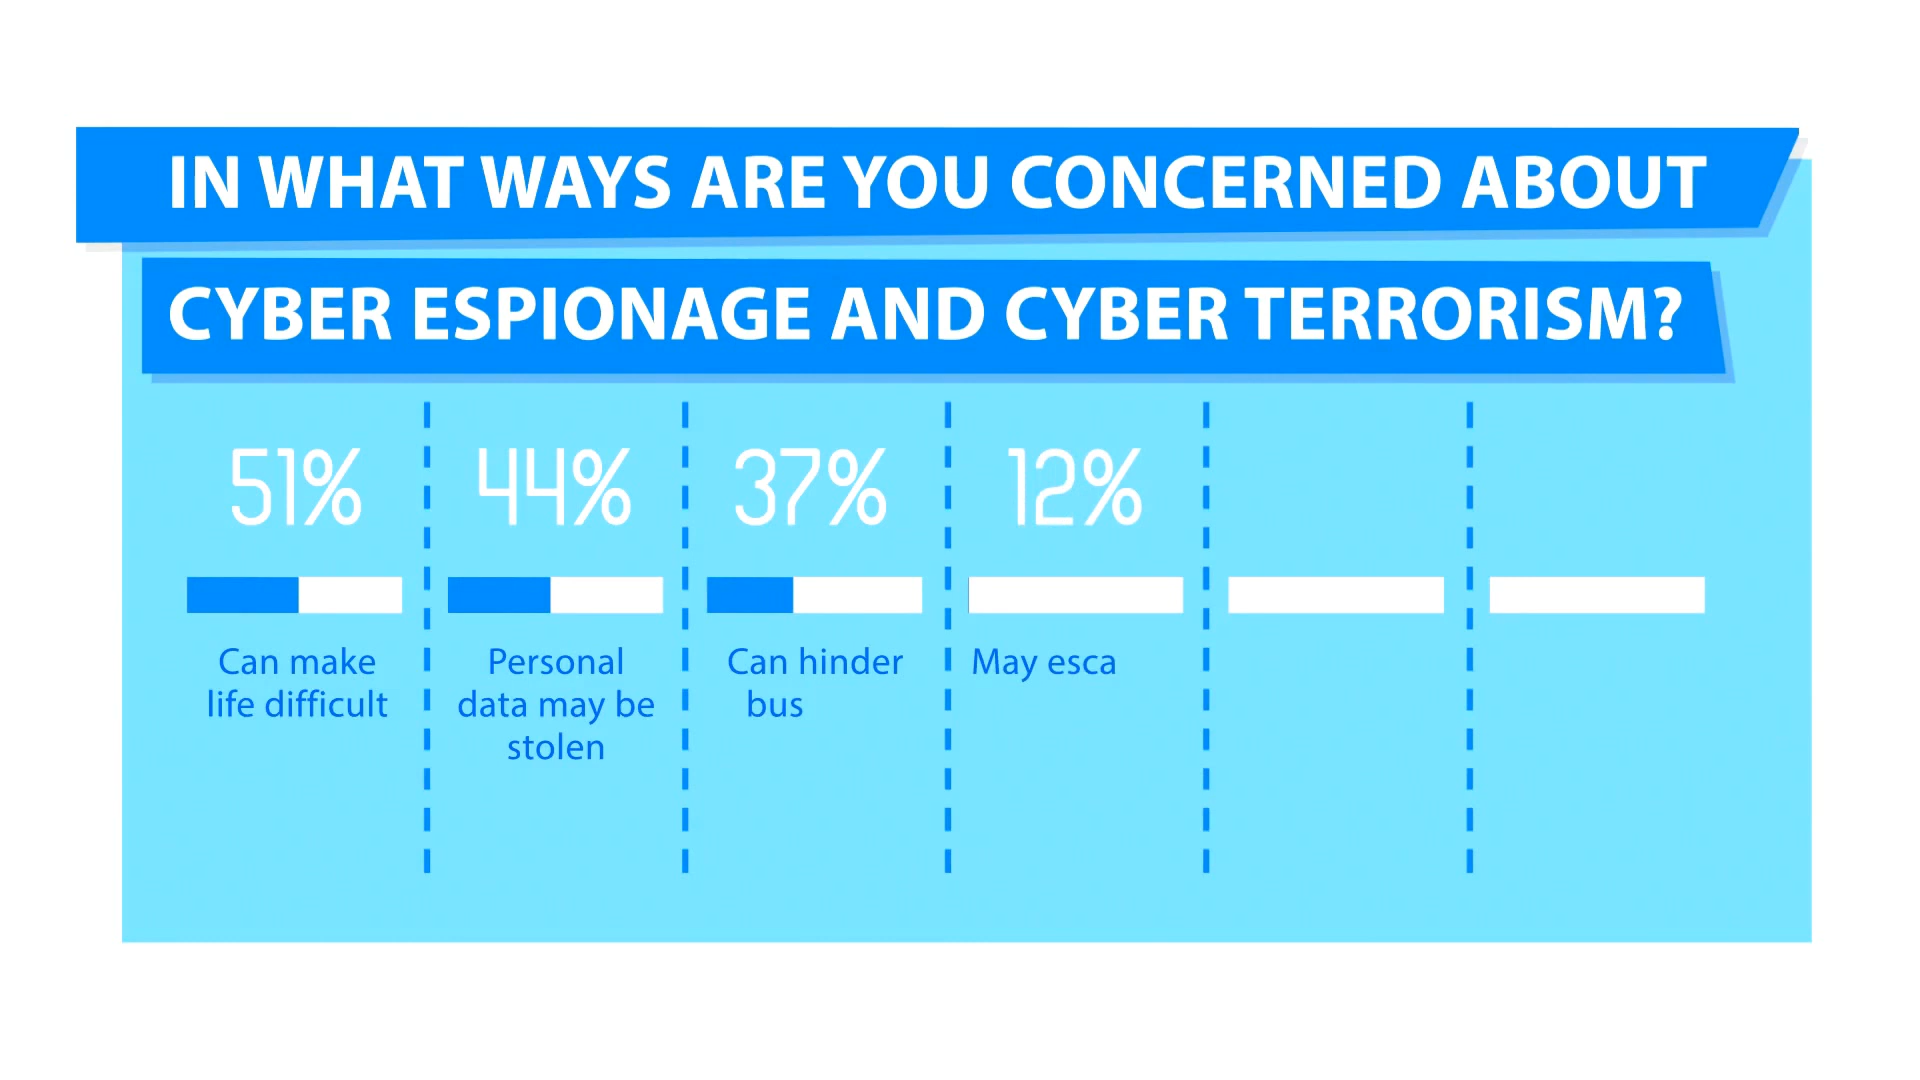 IN WHAT WAYS ARE YOU CONCERNED ABOUT
CYBER ESPIONAGE AND CYBER TERRORISM?
51%
Can make
life difficult
44%
Personal
data may be
stolen
37%
Can hinder
bus
12%
May esca